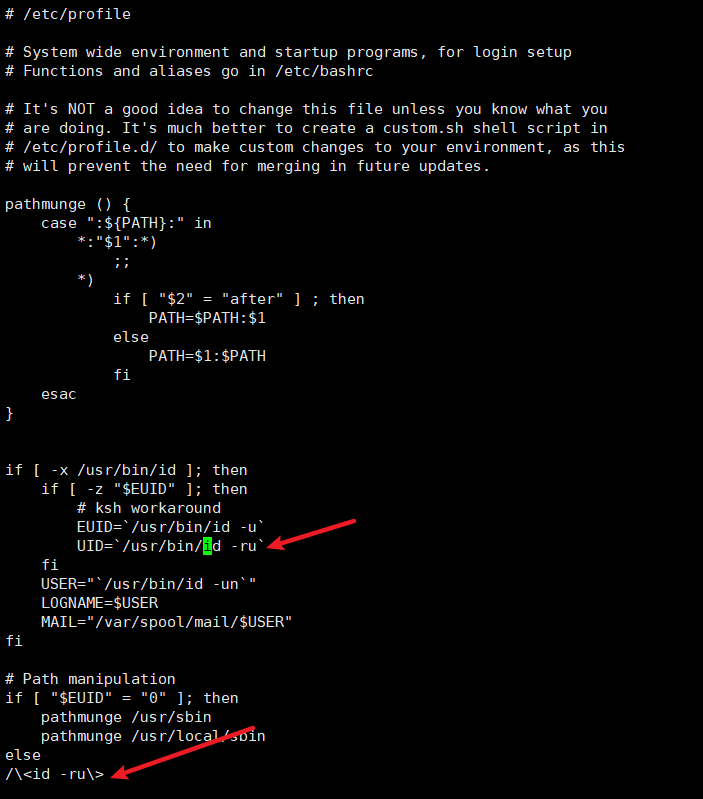 # /etc/profile
# System wide environment and startup programs, for login setup
# Functions and aliases go in /etc/bashrc
# It's NOT a good idea to change this file unless you know what you
# are doing. It's much better to create a custom.sh shell script in
# /etc/profile.d/ to make custom changes to your environment, as this
# will prevent the need for merging in future updates.
pathmunge () {
    case ":${PATH}:" in
        *:"$1":*)
            ;;
        *)
            if [ "$2" = "after" ] ; then
                PATH=$PATH:$1
            else
                PATH=$1:$PATH
            fi
    esac
}
if [ -x /usr/bin/id ]; then
    if [ -z "$EUID" ]; then
        # ksh workaround
        EUID=`/usr/bin/id -u`
        UID=`/usr/bin/id -ru`
    fi
    USER="`/usr/bin/id -un`"
    LOGNAME=$USER
    MAIL="/var/spool/mail/$USER"
fi
# Path manipulation
if [ "$EUID" = "0" ]; then
    pathmunge /usr/sbin
    pathmunge /usr/local/sbin
else
/\<id -ru\>